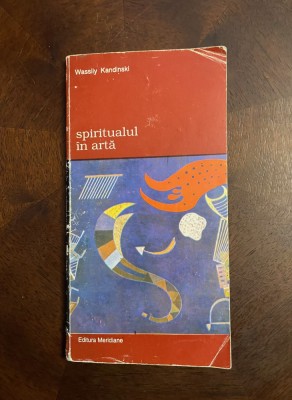 Wassily Kandinski
spiritualul
în artă
Editura Meridiane